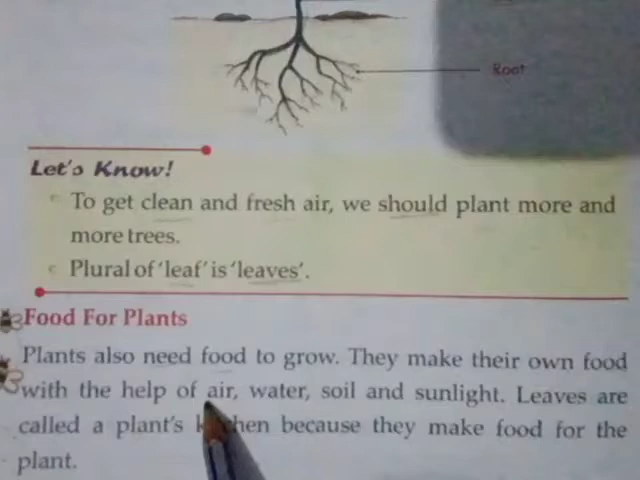 Root
Let's Know!
To get clean and fresh air, we should plant more and
more trees.
Plural of 'leaf' is 'leaves'.
Food For Plants
Plants also need food to grow. They make their own food
with the help of air, water, soil and sunlight. Leaves are
called a plant's kitchen because they make food for the
plant.